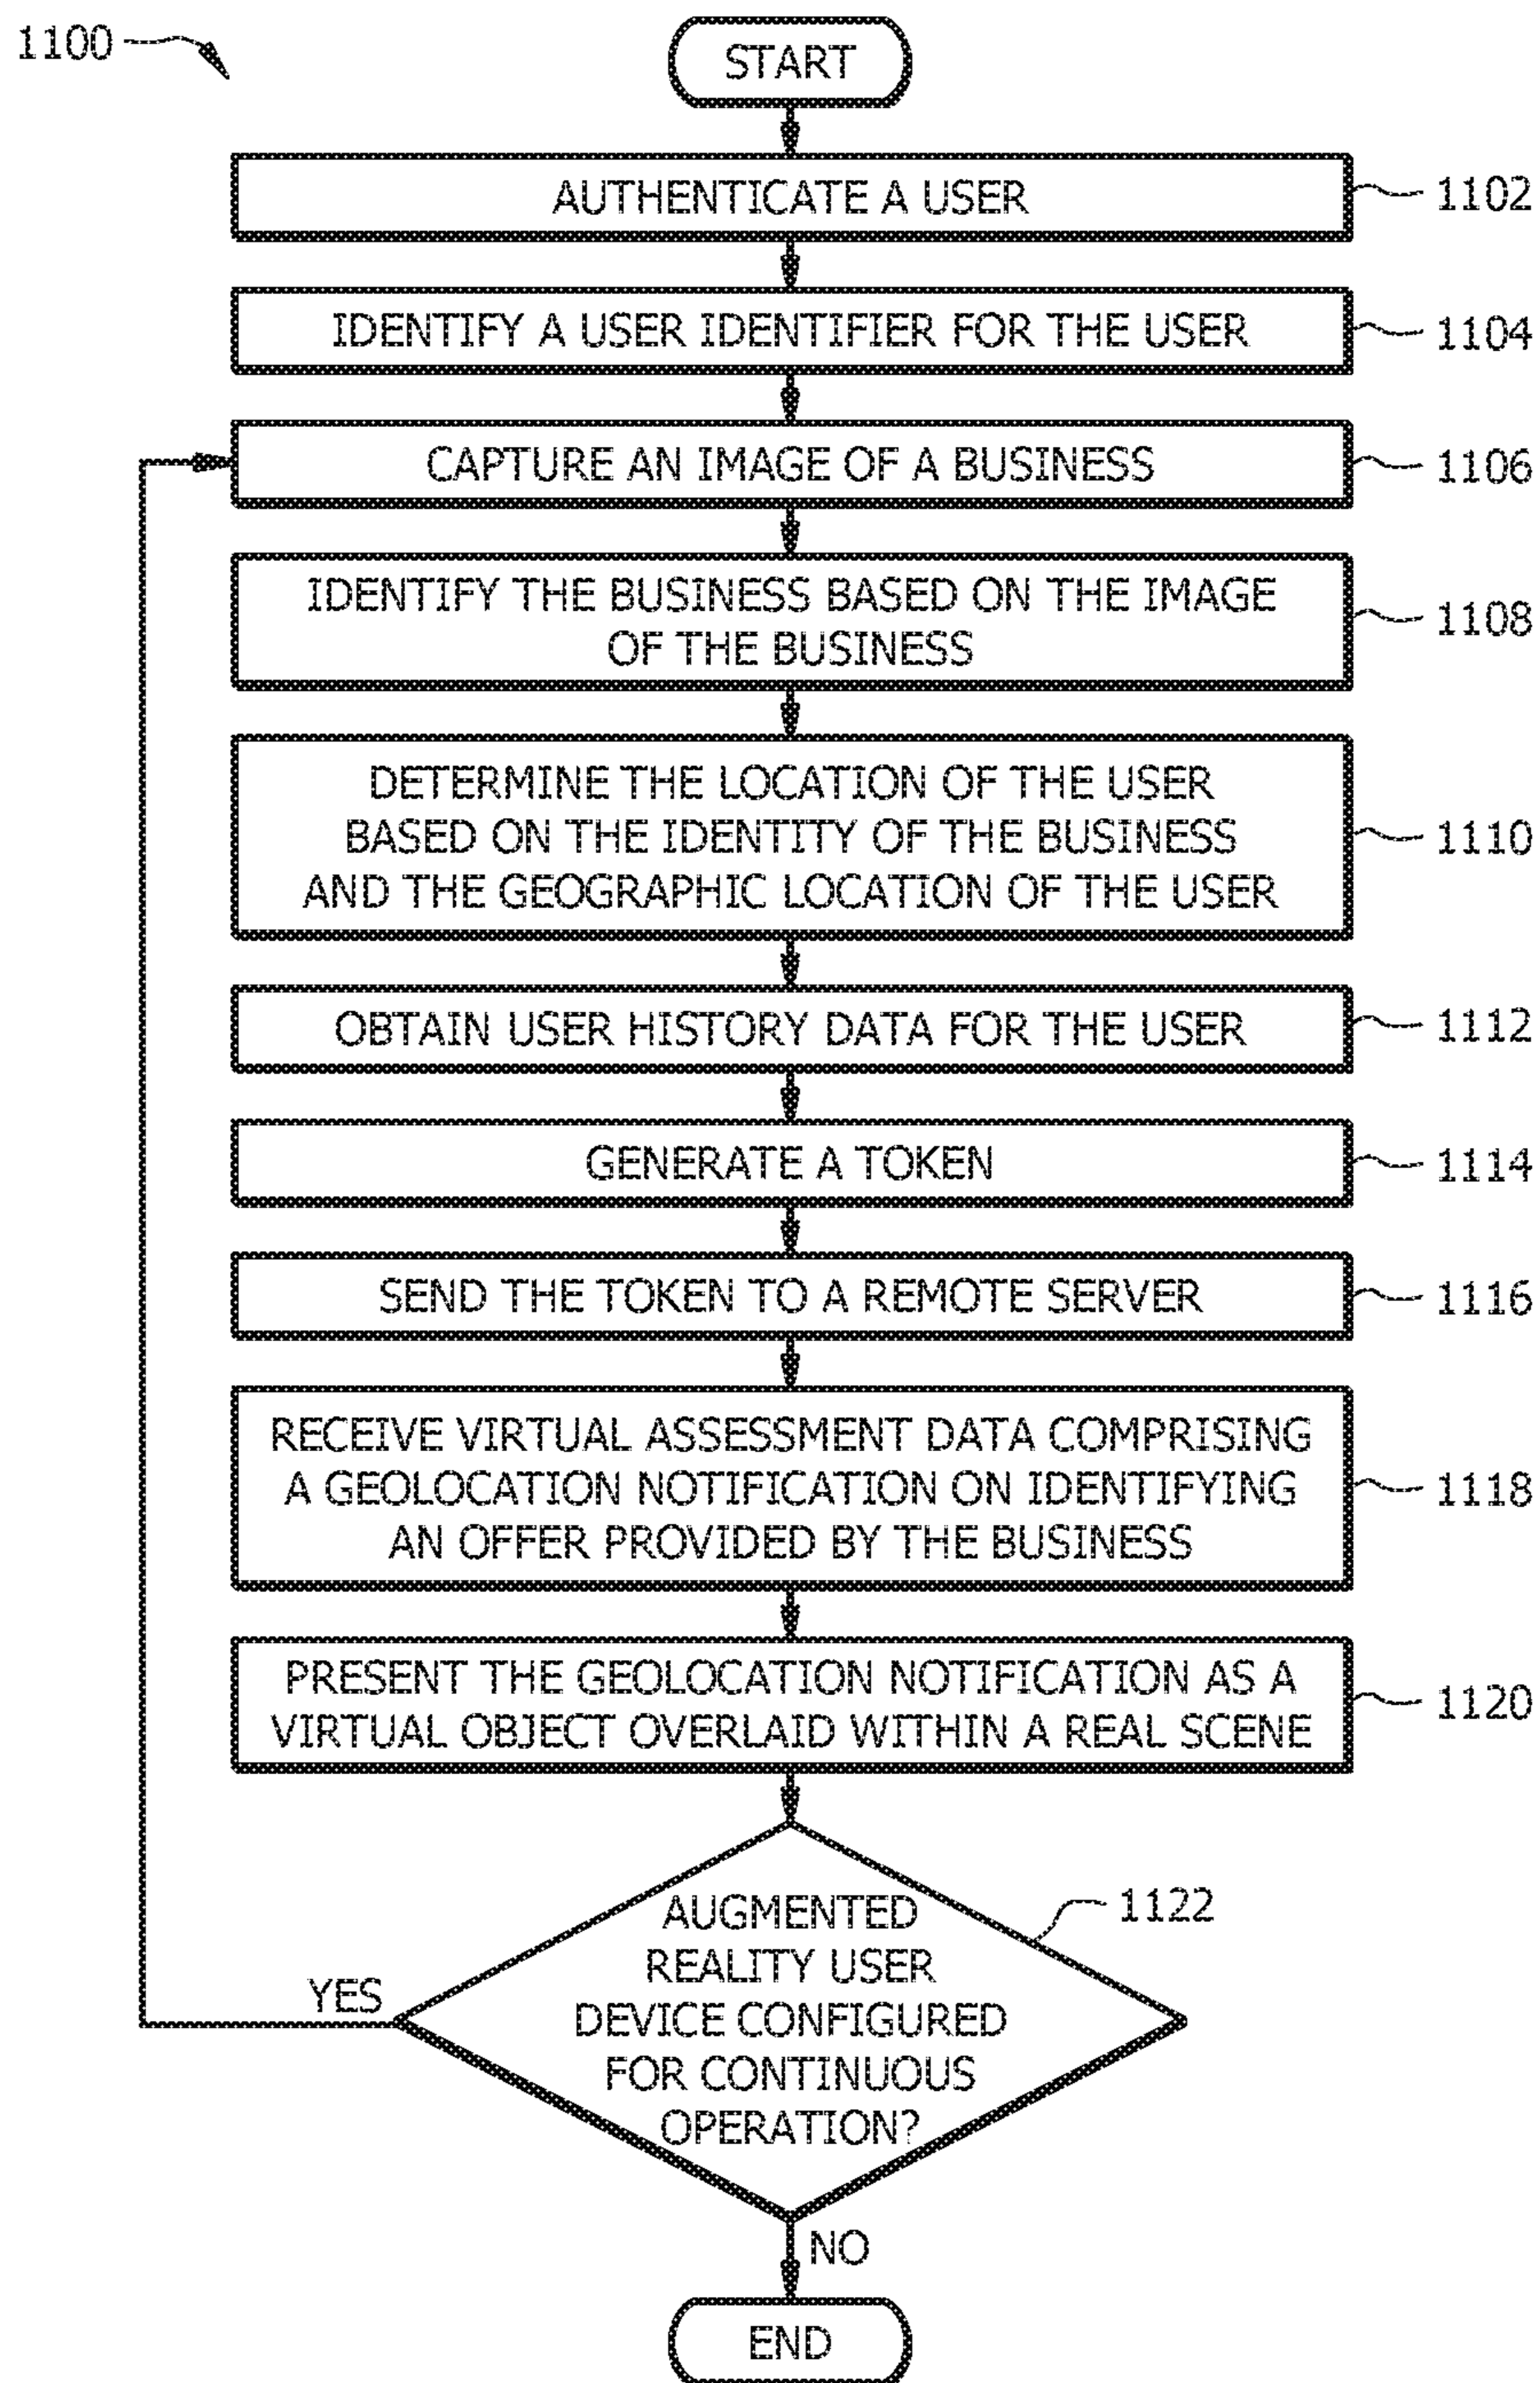 1100
START
AUTHENTICATE A USER
1102
IDENTIFY A USER IDENTIFIER FOR THE USER
1104
CAPTURE AN IMAGE OF A BUSINESS
1106
IDENTIFY THE BUSINESS BASED ON THE IMAGE
OF THE BUSINESS
1108
DETERMINE THE LOCATION OF THE USER
BASED ON THE IDENTITY OF THE BUSINESS
AND THE GEOGRAPHIC LOCATION OF THE USER
1110
OBTAIN USER HISTORY DATA FOR THE USER
1112
GENERATE A TOKEN
1114
SEND THE TOKEN TO A REMOTE SERVER
1116
RECEIVE VIRTUAL ASSESSMENT DATA COMPRISING
A GEOLOCATION NOTIFICATION ON IDENTIFYING
AN OFFER PROVIDED BY THE BUSINESS
1118
PRESENT THE GEOLOCATION NOTIFICATION AS A
VIRTUAL OBJECT OVERLAID WITHIN A REAL SCENE
1120
AUGMENTED
REALITY USER
DEVICE CONFIGURED
FOR CONTINUOUS
OPERATION?
1122
YES
NO
END